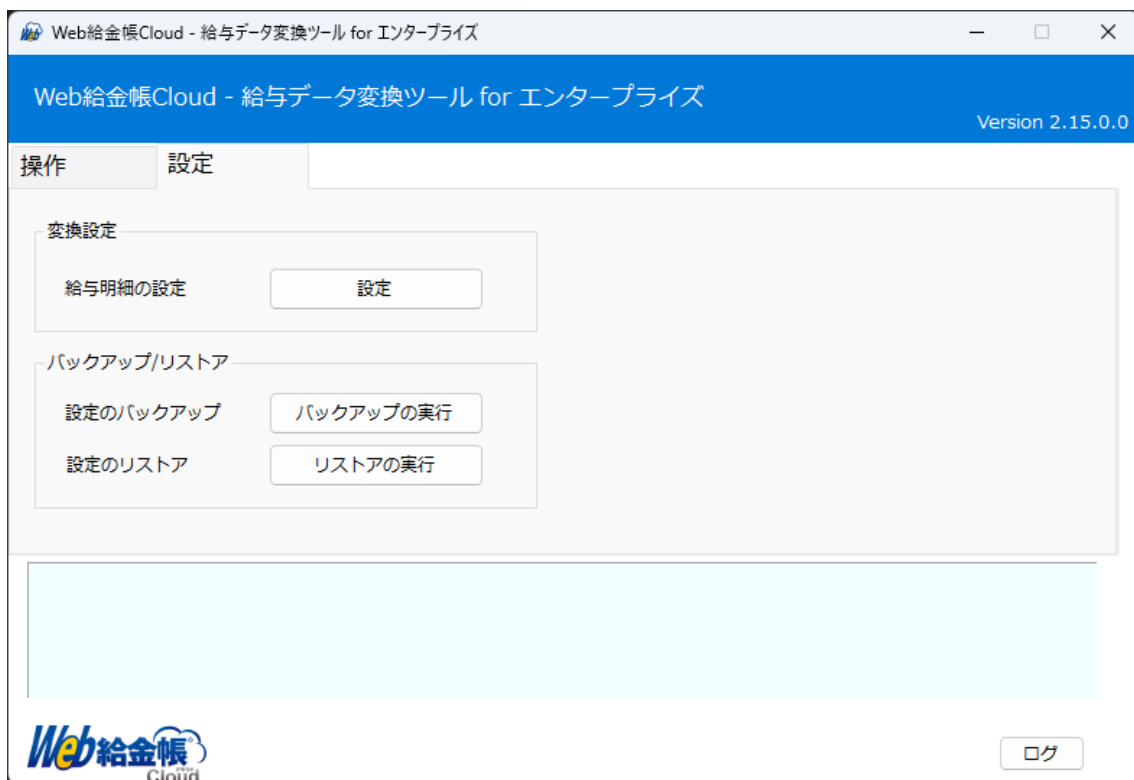 Web給金帳Cloud - 給与データ変換ツール for エンタープライズ
Web給金帳Cloud - 給与データ変換ツール for エンタープライズ
Version 2.15.0.0
操作
設定
変換設定
給与明細の設定
設定
バックアップ/リストア
設定のバックアップ
バックアップの実行
設定のリストア
リストアの実行
Web給金帳
Cloud
ログ